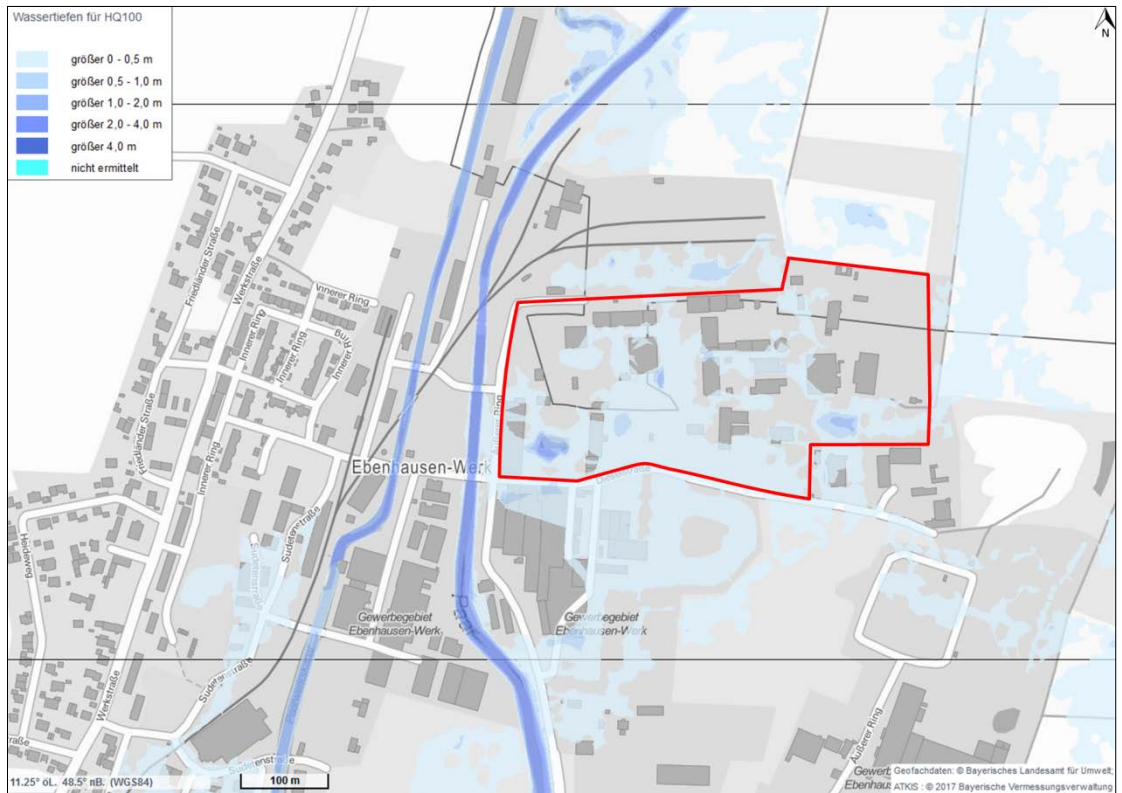 Wassertiefen für HQ100
größer 0 - 0,5 m
größer 0,5 - 1,0 m
größer 1,0 - 2,0 m
größer 2,0 - 4,0 m
größer 4,0 m
nicht ermittelt
N
Friedländer Straße
Werkstraße
Innerer Ring
Innerer Ring
Innerer Ring
Innerer Ring
Friedländer Straße
Innerer Ring
Äußerer Ring
Ebenhausen-Werk
Heideweg
Sudetenstraße
Sudetenstraße
Paar
Gewerbegebiet
Ebenhausen-Werk
Gewerbegebiet
Ebenhausen-Werk
Werkstraße
Sudetenstraße
Sudetenstraße
Äußerer Ring
11.25° öL. 48.5° nB. (WGS84)
100 m
Geofachdaten: © Bayerisches Landesamt für Umwelt;
ATKIS : © 2017 Bayerische Vermessungsverwaltung